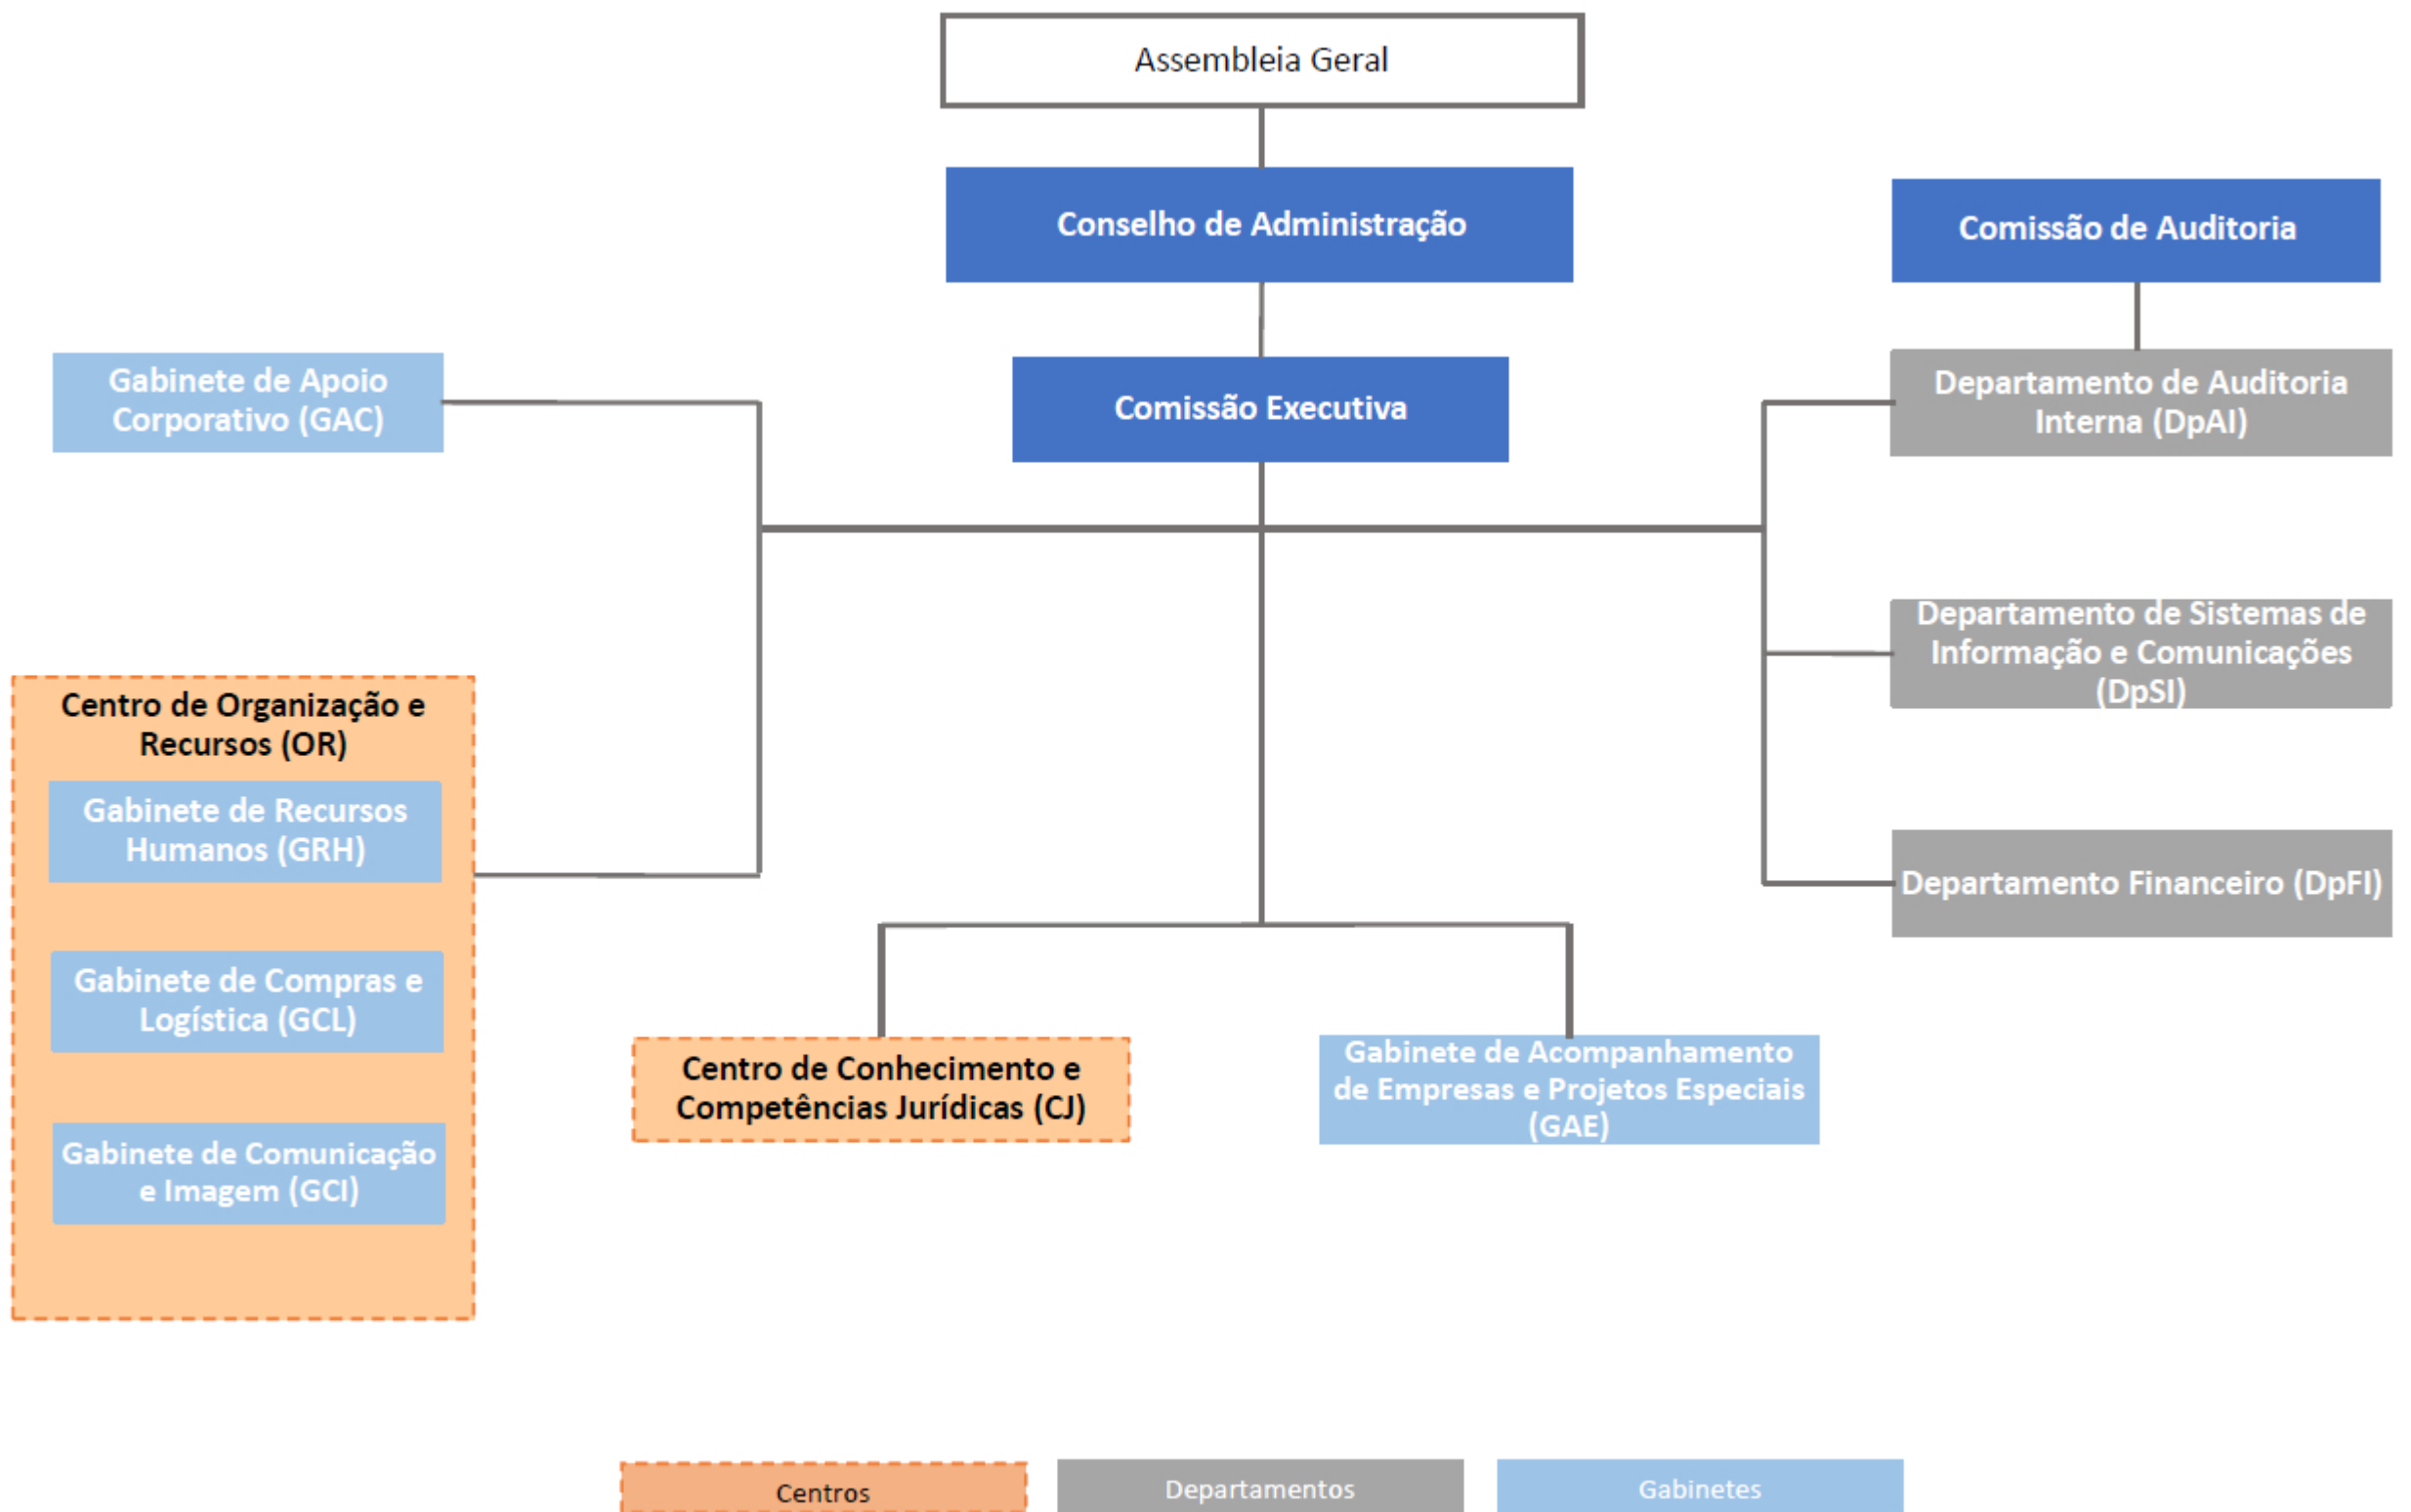 Assembleia Geral
Conselho de Administração
Comissão de Auditoria
Gabinete de Apoio
Corporativo (GAC)
Comissão Executiva
Departamento de Auditoria
Interna (DpAI)
Departamento de Sistemas de
Informação e Comunicações
(DpSI)
Centro de Organização e
Recursos (OR)
Gabinete de Recursos
Humanos (GRH)
Departamento Financeiro (DpFI)
Gabinete de Compras e
Logística (GCL)
Centro de Conhecimento e
Competências Jurídicas (CJ)
Gabinete de Acompanhamento
de Empresas e Projetos Especiais
(GAE)
Gabinete de Comunicação
e Imagem (GCI)
Centros
Departamentos
Gabinetes